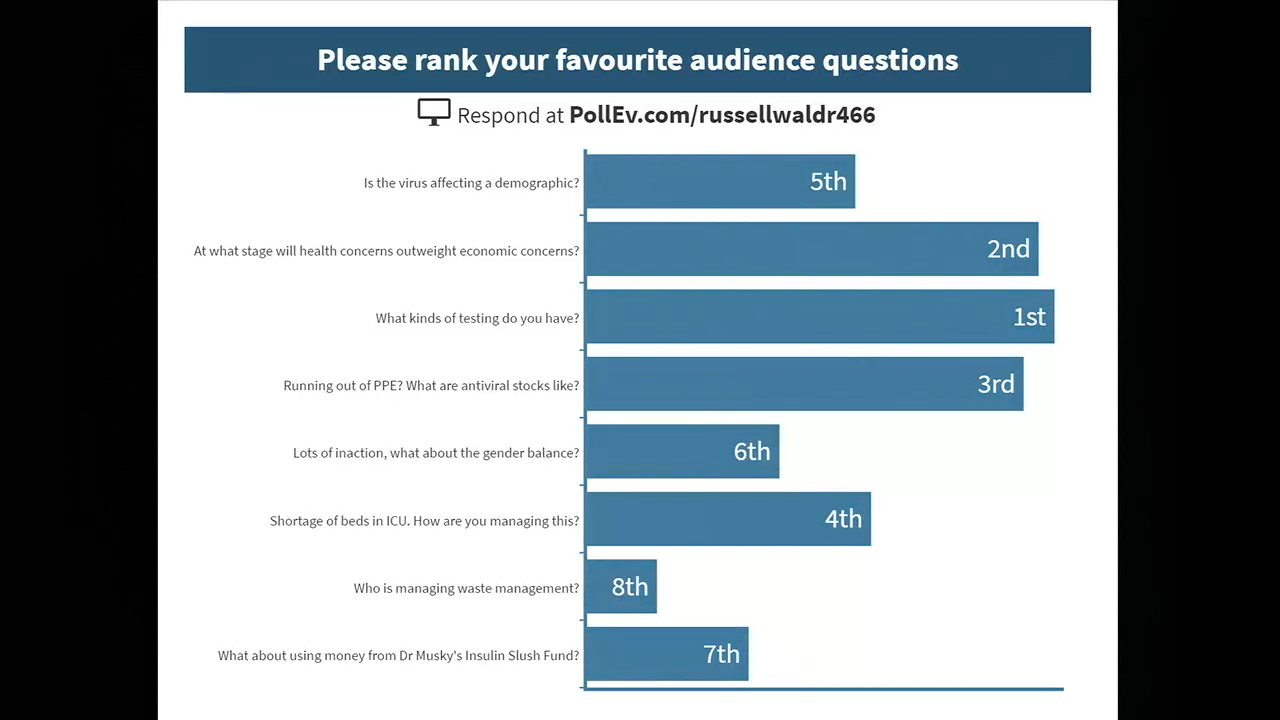 Please rank your favourite audience questions
Respond at PollEv.com/russellwaldr466
Is the virus affecting a demographic? 5th
At what stage will health concerns outweight economic concerns? 2nd
What kinds of testing do you have? 1st
Running out of PPE? What are antiviral stocks like? 3rd
Lots of inaction, what about the gender balance? 6th
Shortage of beds in ICU. How are you managing this? 4th
Who is managing waste management? 8th
What about using money from Dr Musky's Insulin Slush Fund? 7th